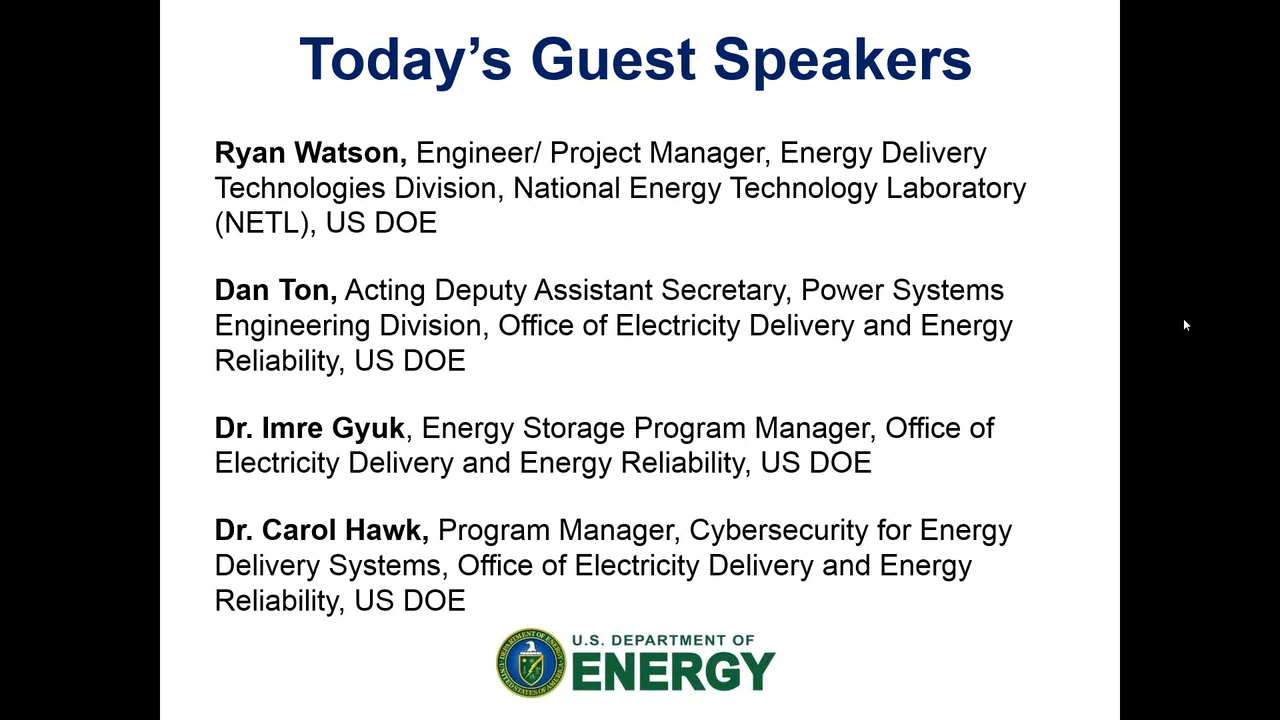 Today’s Guest Speakers
Ryan Watson, Engineer/ Project Manager, Energy Delivery
Technologies Division, National Energy Technology Laboratory
(NETL), US DOE
Dan Ton, Acting Deputy Assistant Secretary, Power Systems
Engineering Division, Office of Electricity Delivery and Energy
Reliability, US DOE
Dr. Imre Gyuk, Energy Storage Program Manager, Office of
Electricity Delivery and Energy Reliability, US DOE
Dr. Carol Hawk, Program Manager, Cybersecurity for Energy
Delivery Systems, Office of Electricity Delivery and Energy
Reliability, US DOE
U.S. DEPARTMENT OF
ENERGY